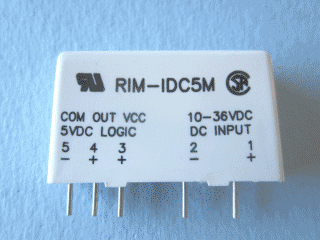 RIM-IDC5M
COM OUT VCC 10-36VDC
5VDC LOGIC DC INPUT
5 4 3 2 1
- + + - +